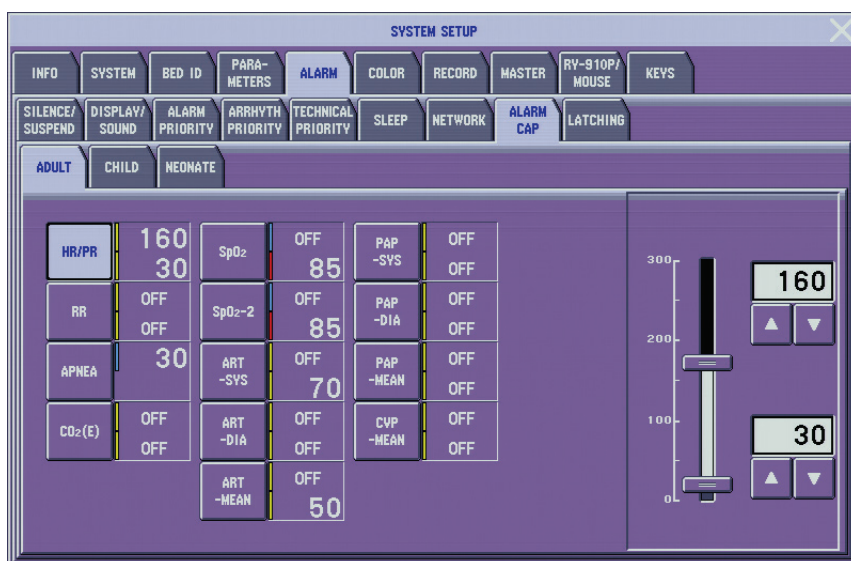 SYSTEM SETUP
INFO SYSTEM BED ID PARA-
METERS ALARM COLOR RECORD MASTER RY-910P/
MOUSE KEYS
SILENCE/
SUSPEND DISPLAY/
SOUND ALARM
PRIORITY ARRHYTH
PRIORITY TECHNICAL
PRIORITY SLEEP NETWORK ALARM
CAP LATCHING
ADULT CHILD NEONATE
HR/PR 160
30
RR OFF
OFF
APNEA 30
CO2(E) OFF
OFF
SpO2 OFF
85
SpO2-2 OFF
85
ART
-SYS OFF
70
ART
-DIA OFF
OFF
ART
-MEAN OFF
50
PAP
-SYS OFF
OFF
PAP
-DIA OFF
OFF
PAP
-MEAN OFF
OFF
CVP
-MEAN OFF
OFF
300
200
100
0
160
30